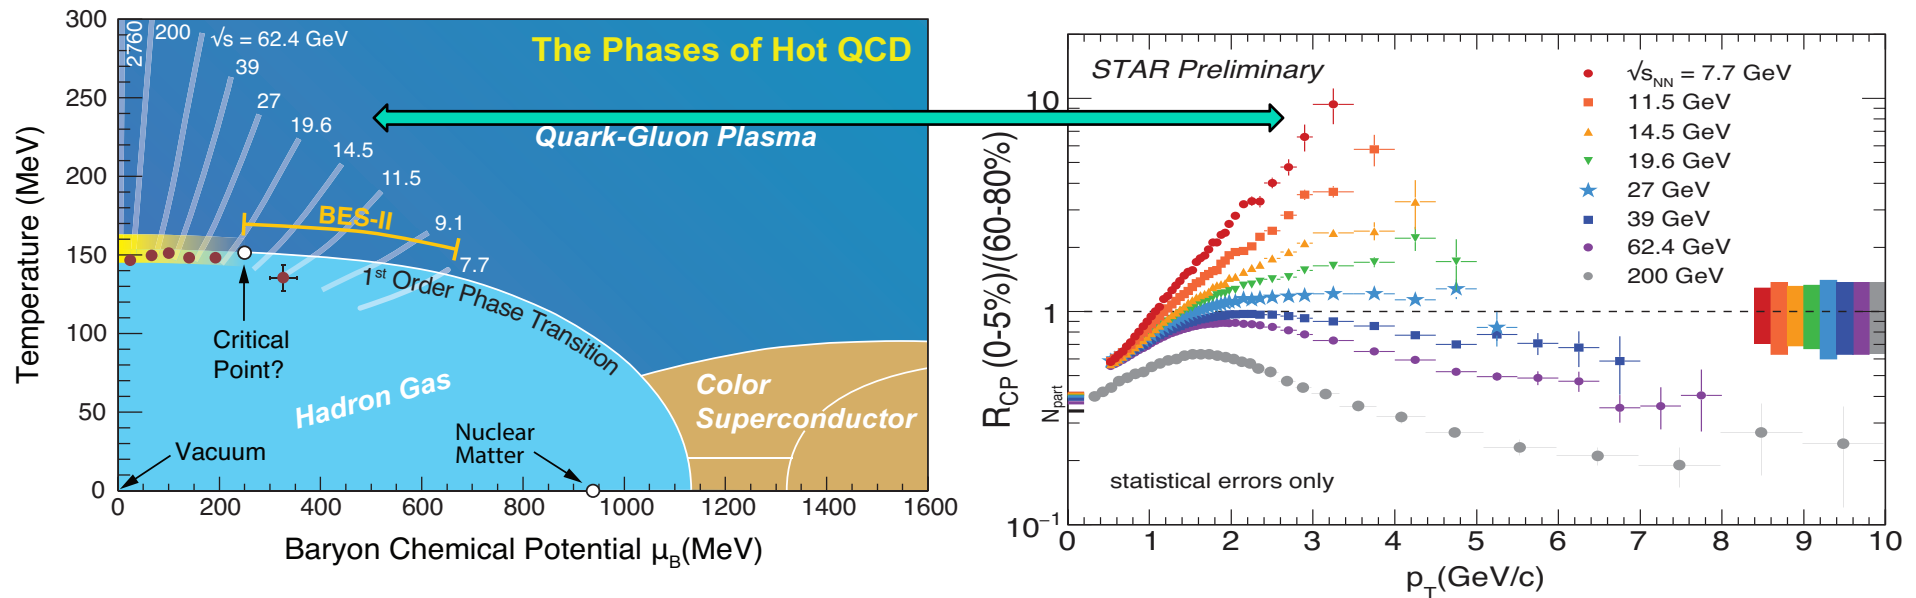 The Phases of Hot QCD
300
250
200
150
100
50
0
Temperature (MeV)
2760
200
√s = 62.4 GeV
39
27
19.6
14.5
11.5
9.1
7.7
BES-II
Quark-Gluon Plasma
1st Order Phase Transition
Critical
Point?
Hadron Gas
Color
Superconductor
Vacuum
Nuclear
Matter
0 200 400 600 800 1000 1200 1400 1600
Baryon Chemical Potential μB(MeV)
STAR Preliminary
√sNN = 7.7 GeV
11.5 GeV
14.5 GeV
19.6 GeV
27 GeV
39 GeV
62.4 GeV
200 GeV
10
1
10-1
RCP (0-5%)/(60-80%)
Npart
statistical errors only
0 1 2 3 4 5 6 7 8 9 10
pT(GeV/c)